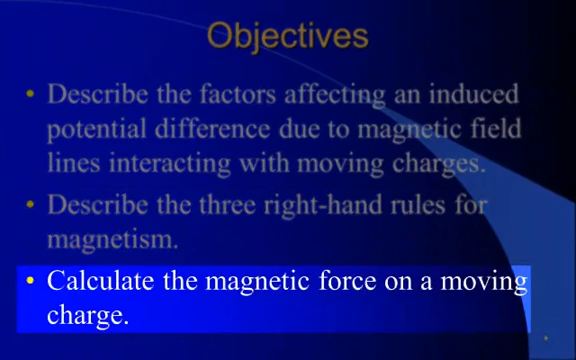 Objectives
• Describe the factors affecting an induced
potential difference due to magnetic field
lines interacting with moving charges.
• Describe the three right-hand rules for
magnetism.
• Calculate the magnetic force on a moving
charge.